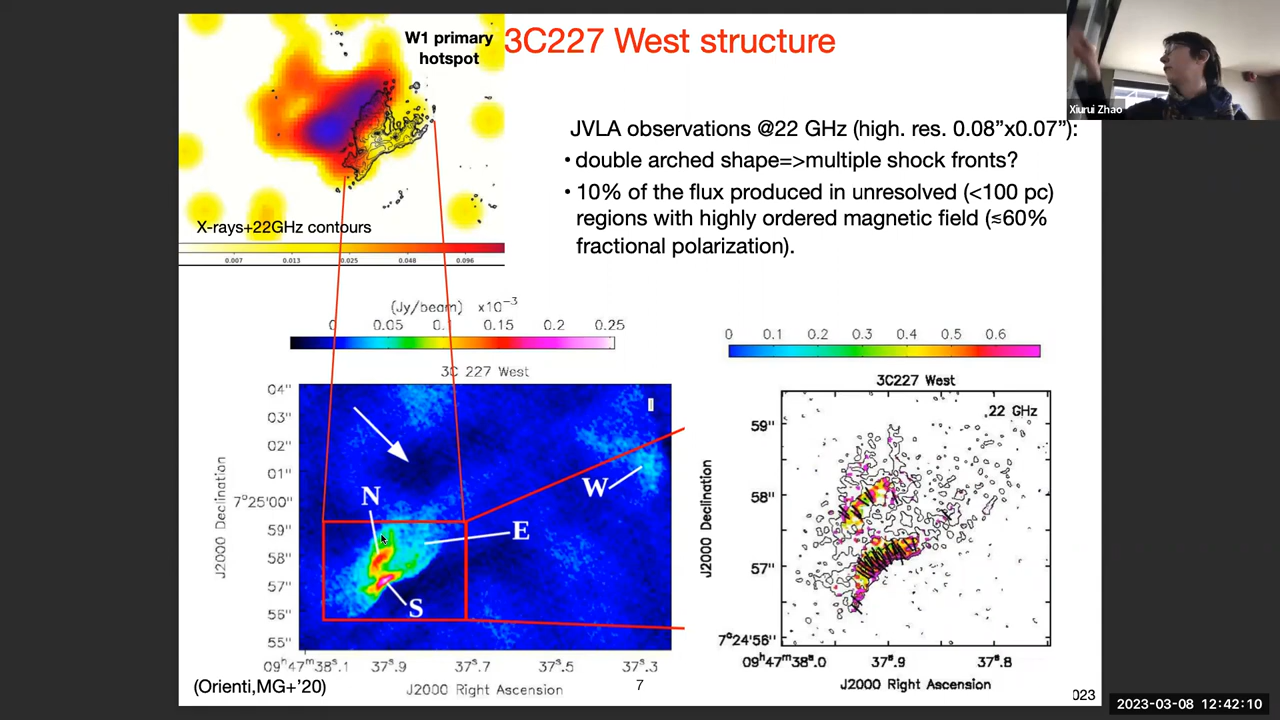 W1 primary
hotspot
3C227 West structure
Xiurui Zhao
JVLA observations @22 GHz (high. res. 0.08”x0.07”):
• double arched shape=>multiple shock fronts?
• 10% of the flux produced in unresolved (<100 pc)
regions with highly ordered magnetic field (≲60%
fractional polarization).
X-rays+22GHz contours
0.007 0.013 0.025 0.048 0.096
(Jy/beam) x10⁻³
0 0.05 0.1 0.15 0.2 0.25
3C 227 West
04"
03"
02"
01"
7°25'00"
59"
58"
57"
56"
55"
J2000 Declination
N
E
S
W
09ʰ47ᵐ38ˢ.1 37ˢ.9 37ˢ.7 37ˢ.5 37ˢ.3
J2000 Right Ascension
0 0.1 0.2 0.3 0.4 0.5 0.6
3C227 West
22 GHz
59"
58"
57"
7°24'56"
J2000 Declination
09ʰ47ᵐ38ˢ.0 37ˢ.9 37ˢ.8
J2000 Right Ascension
(Orienti,MG+’20)
7
023
2023-03-08 12:42:10